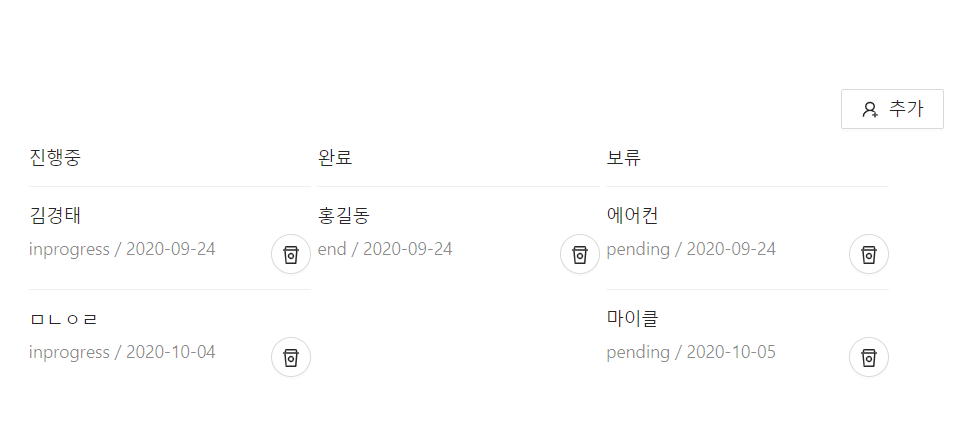 추가
진행중
김경태
inprogress / 2020-09-24
ㅁㄴㅇㄹ
inprogress / 2020-10-04
완료
홍길동
end / 2020-09-24
보류
에어컨
pending / 2020-09-24
마이클
pending / 2020-10-05